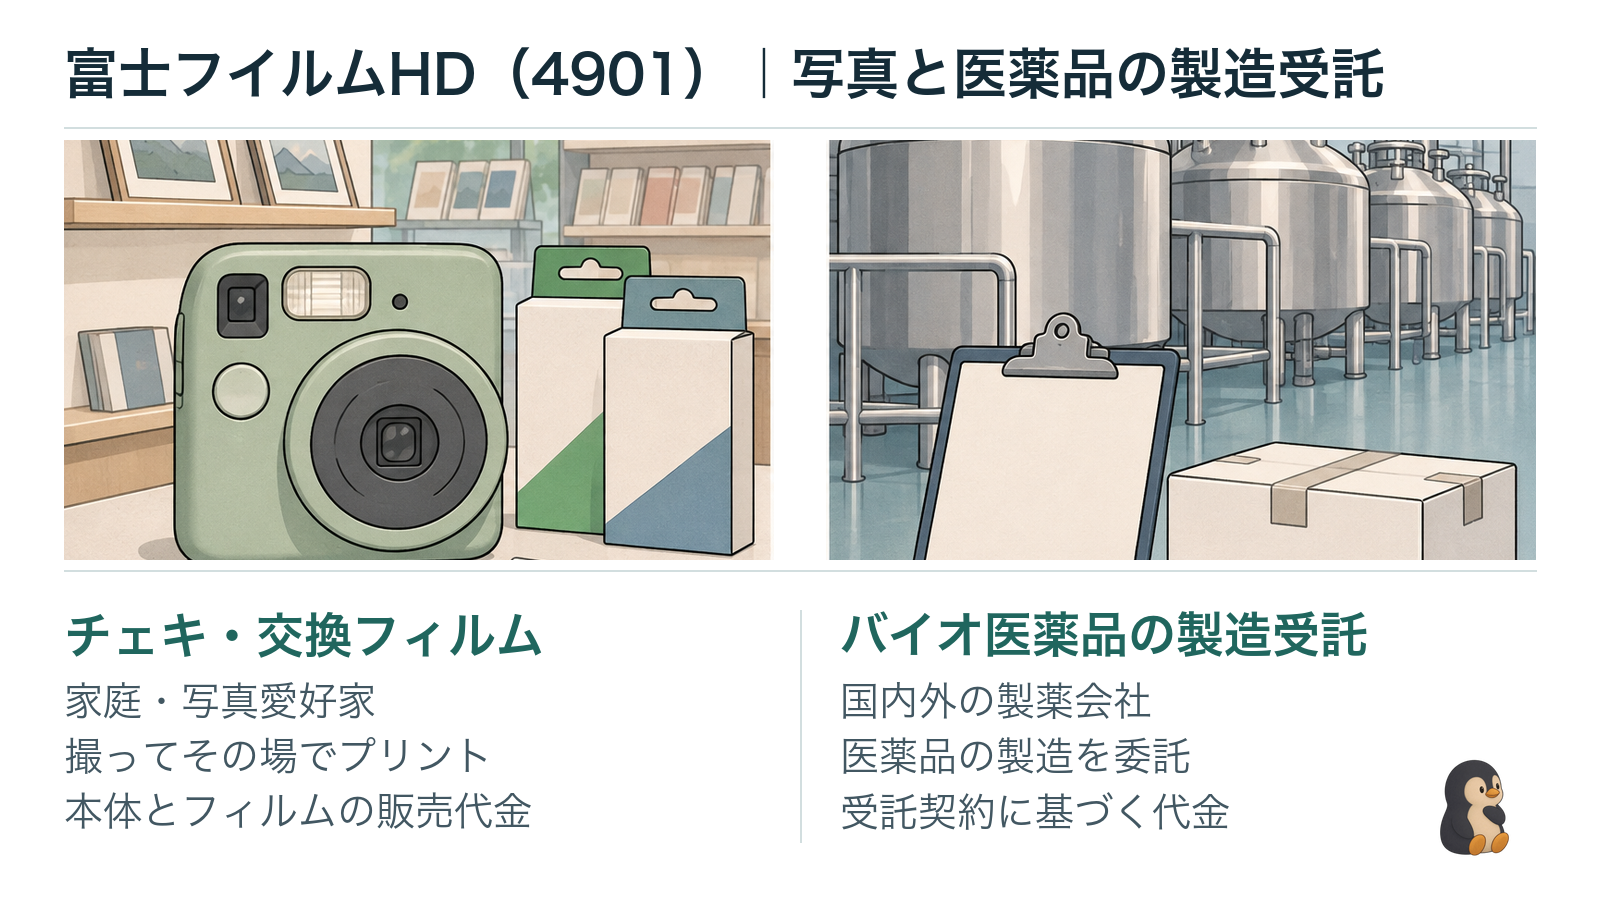 富士フイルムHD（4901）｜写真と医薬品の製造受託
チェキ・交換フィルム
家庭・写真愛好家
撮ってその場でプリント
本体とフィルムの販売代金
バイオ医薬品の製造受託
国内外の製薬会社
医薬品の製造を委託
受託契約に基づく代金